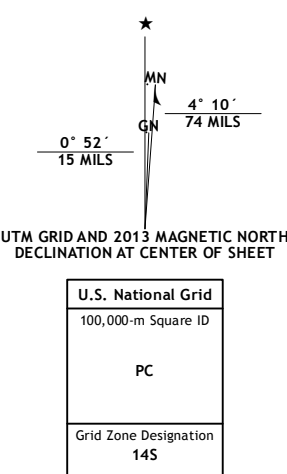 MN
4° 10´
74 MILS
GN
0° 52´
15 MILS
UTM GRID AND 2013 MAGNETIC NORTH
DECLINATION AT CENTER OF SHEET
U.S. National Grid
100,000-m Square ID
PC
Grid Zone Designation
14S